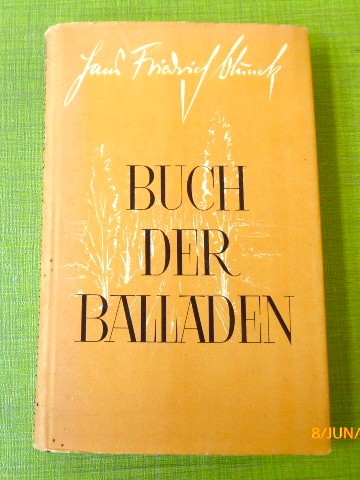 Hans Friedrich Blunck
BUCH
DER
BALLADEN
8/JUN/